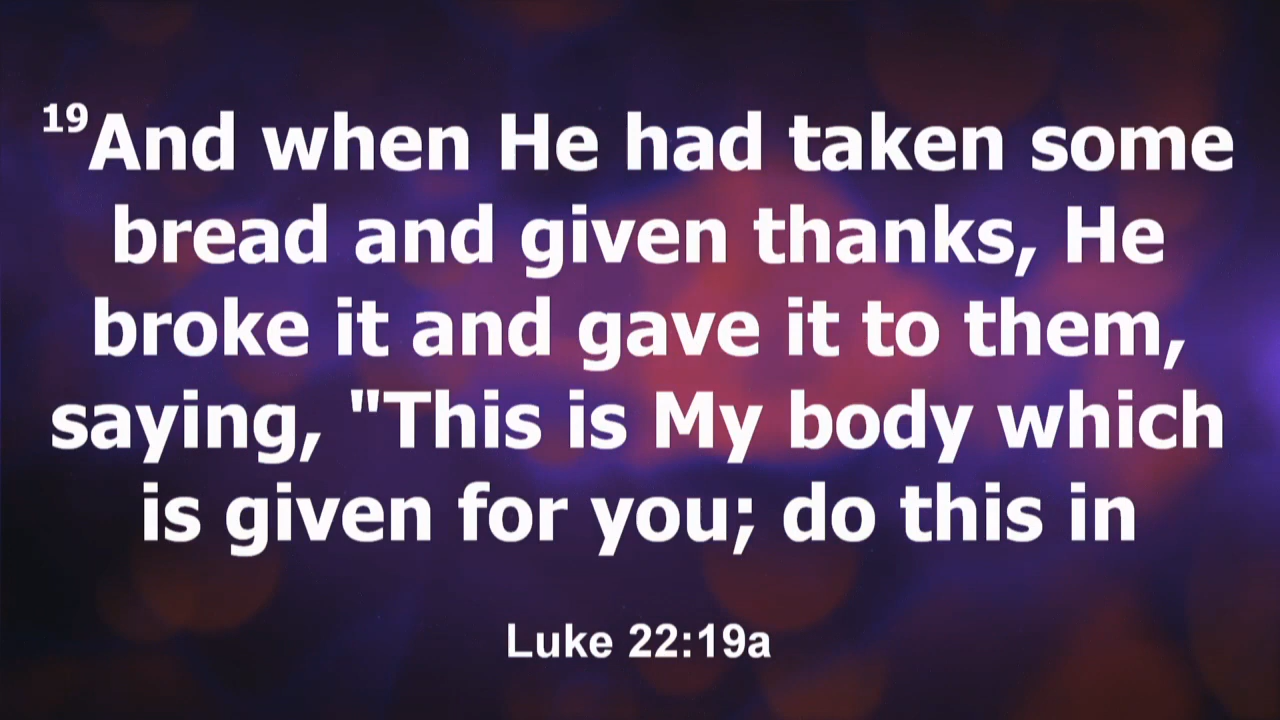 19And when He had taken some
bread and given thanks, He
broke it and gave it to them,
saying, "This is My body which
is given for you; do this in
Luke 22:19a